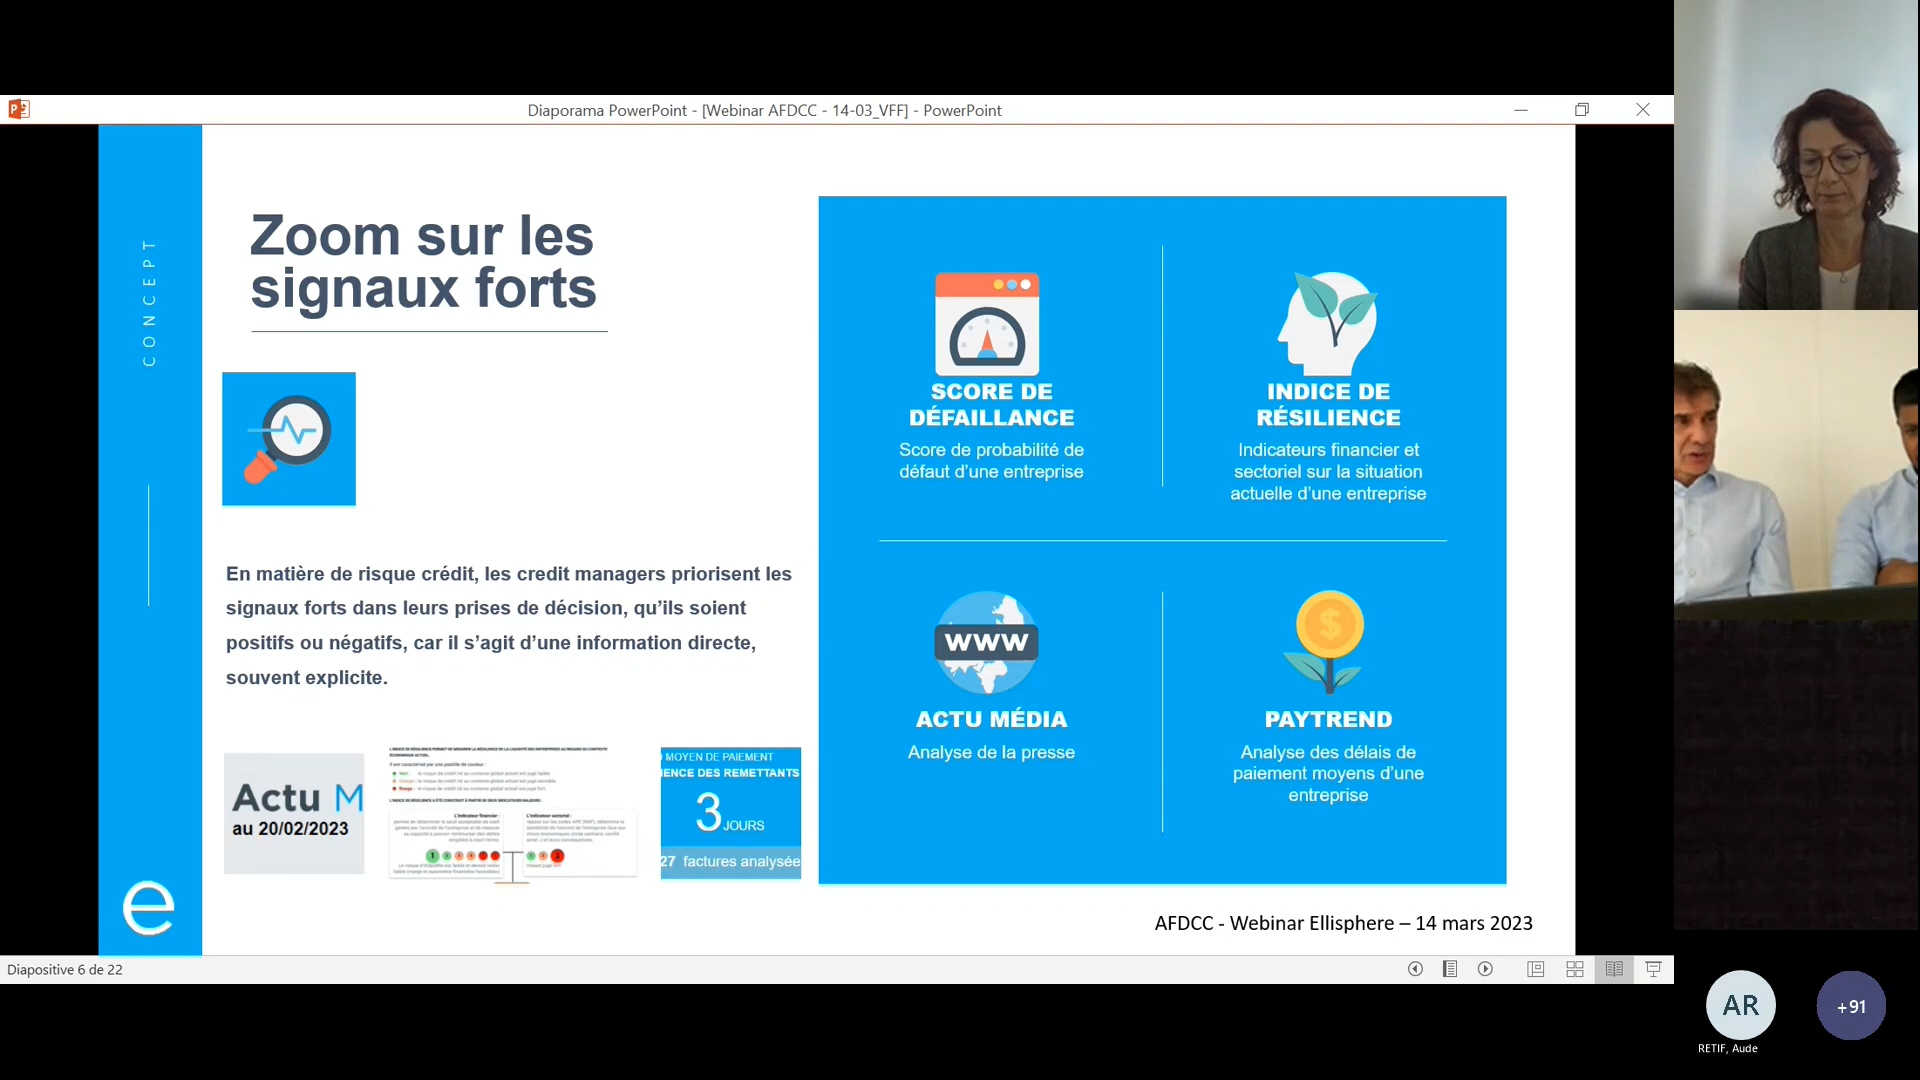 Diaporama PowerPoint - [Webinar AFDCC - 14-03_VFF] - PowerPoint
CONCEPT
Zoom sur les
signaux forts
En matière de risque crédit, les credit managers priorisent les
signaux forts dans leurs prises de décision, qu’ils soient
positifs ou négatifs, car il s’agit d’une information directe,
souvent explicite.
Actu M
au 20/02/2023
MOYEN DE PAIEMENT
IENCE DES REMETTANTS
3 JOURS
27 factures analysée
SCORE DE
DÉFAILLANCE
Score de probabilité de
défaut d’une entreprise
INDICE DE
RÉSILIENCE
Indicateurs financier et
sectoriel sur la situation
actuelle d’une entreprise
WWW
ACTU MÉDIA
Analyse de la presse
$
PAYTREND
Analyse des délais de
paiement moyens d’une
entreprise
e
AFDCC - Webinar Ellisphere – 14 mars 2023
Diapositive 6 de 22
AR
RETIF, Aude
+91